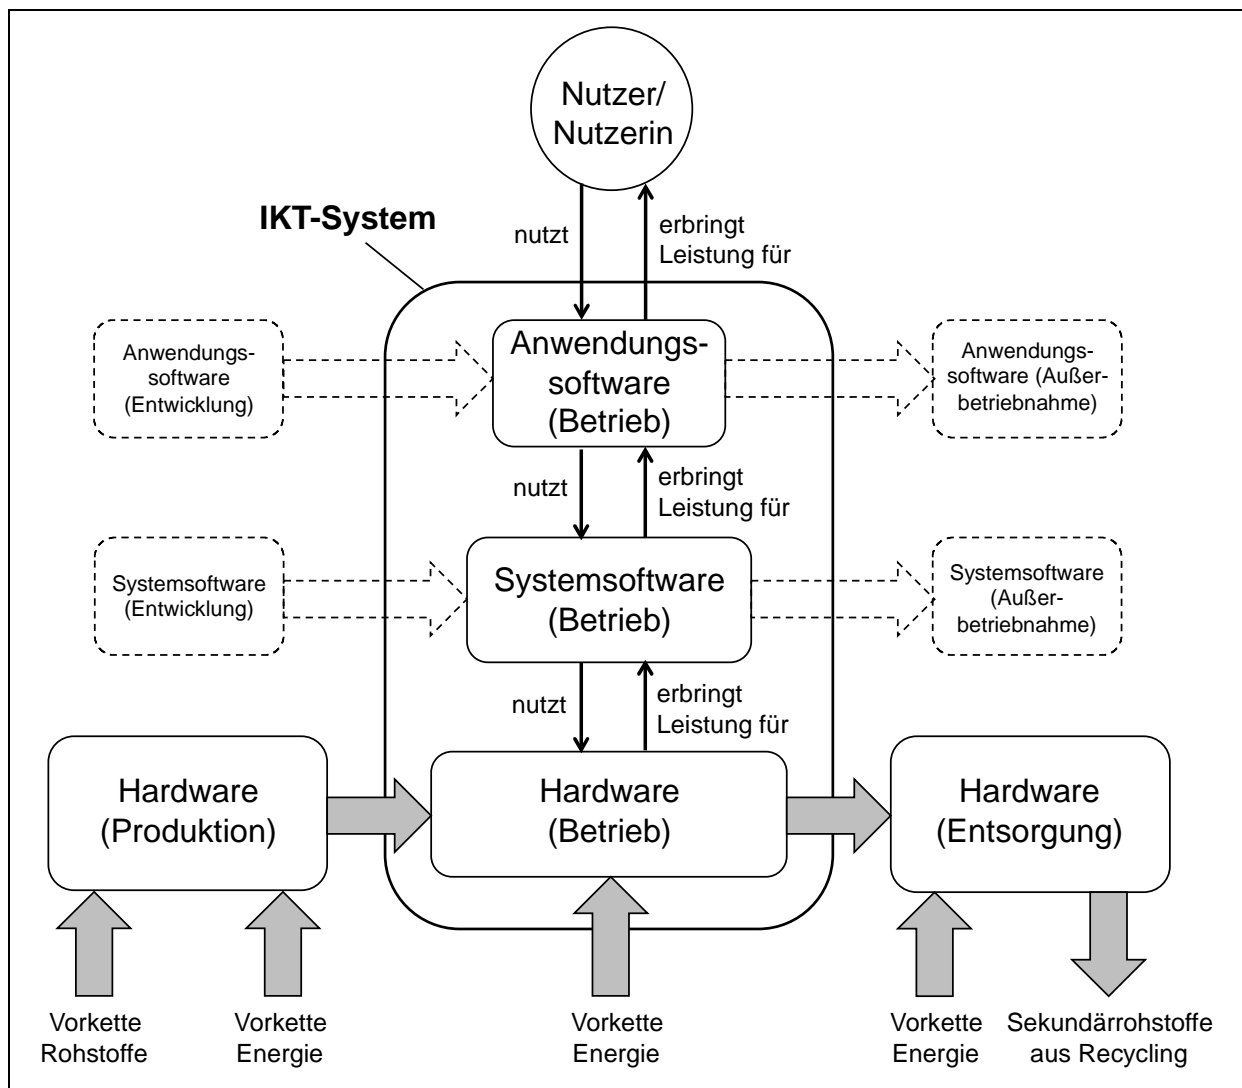 Nutzer/
Nutzerin
IKT-System
nutzt
erbringt
Leistung für
Anwendungs-
software
(Entwicklung)
Anwendungs-
software
(Betrieb)
Anwendungs-
software (Außer-
betriebnahme)
nutzt
erbringt
Leistung für
Systemsoftware
(Entwicklung)
Systemsoftware
(Betrieb)
Systemsoftware
(Außer-
betriebnahme)
nutzt
erbringt
Leistung für
Hardware
(Produktion)
Hardware
(Betrieb)
Hardware
(Entsorgung)
Vorkette
Rohstoffe
Vorkette
Energie
Vorkette
Energie
Vorkette
Energie
Sekundärrohstoffe
aus Recycling